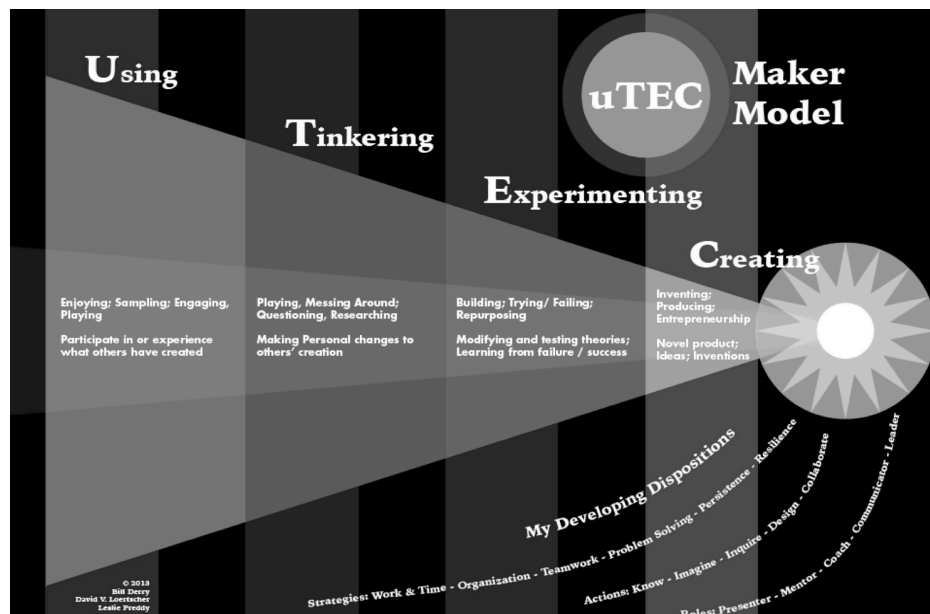 Using
Tinkering
Experimenting
Creating
uTEC
Maker
Model
Enjoying; Sampling; Engaging,
Playing
Participate in or experience
what others have created
Playing, Messing Around;
Questioning, Researching
Making Personal changes to
others' creation
Building; Trying/ Failing;
Repurposing
Modifying and testing theories;
Learning from failure / success
Inventing;
Producing;
Entrepreneurship
Novel product;
Ideas; Inventions
My Developing Dispositions
Strategies: Work & Time - Organization - Teamwork - Problem Solving - Persistence - Resilience
Actions: Know - Imagine - Inquire - Design - Collaborate
Roles: Presenter - Mentor - Coach - Communicator - Leader
© 2013
Bill Derry
David V. Loertscher
Leslie Preddy